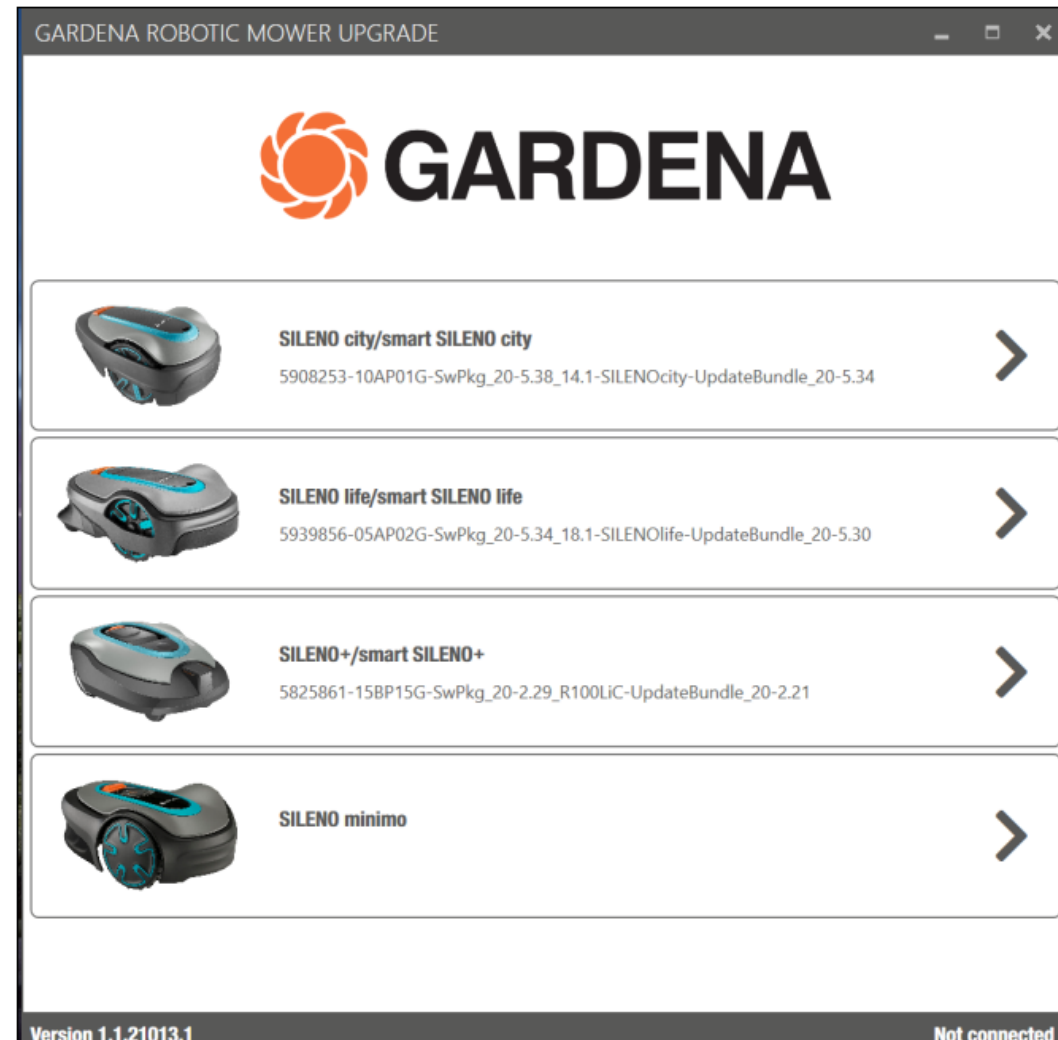 GARDENA ROBOTIC MOWER UPGRADE
GARDENA
SILENO city/smart SILENO city
5908253-10AP01G-SwPkg_20-5.38_14.1-SILENOcity-UpdateBundle_20-5.34
SILENO life/smart SILENO life
5939856-05AP02G-SwPkg_20-5.34_18.1-SILENOlife-UpdateBundle_20-5.30
SILENO+/smart SILENO+
5825861-15BP15G-SwPkg_20-2.29_R100LiC-UpdateBundle_20-2.21
SILENO minimo
Version 1.1.21013.1
Not connected